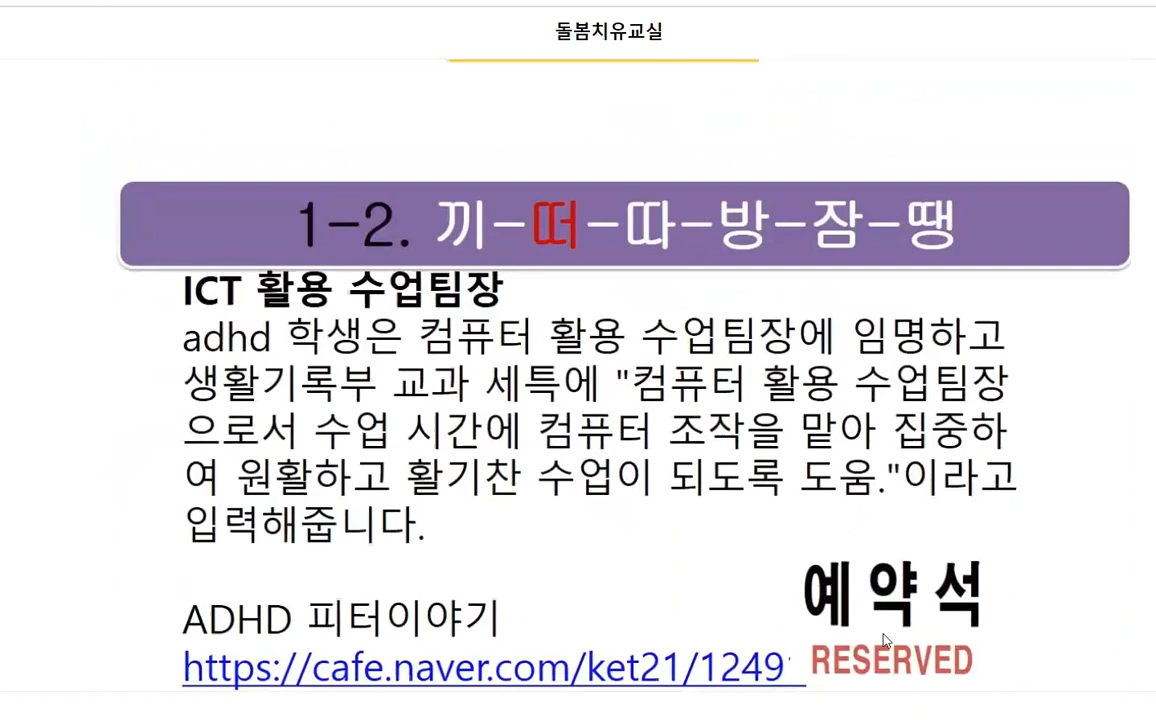 돌봄치유교실
1-2. 끼-떠-따-방-잠-땡
ICT 활용 수업팀장
adhd 학생은 컴퓨터 활용 수업팀장에 임명하고
생활기록부 교과 세특에 "컴퓨터 활용 수업팀장
으로서 수업 시간에 컴퓨터 조작을 맡아 집중하
여 원활하고 활기찬 수업이 되도록 도움."이라고
입력해줍니다.
ADHD 피터이야기
https://cafe.naver.com/ket21/1249
예약석
RESERVED